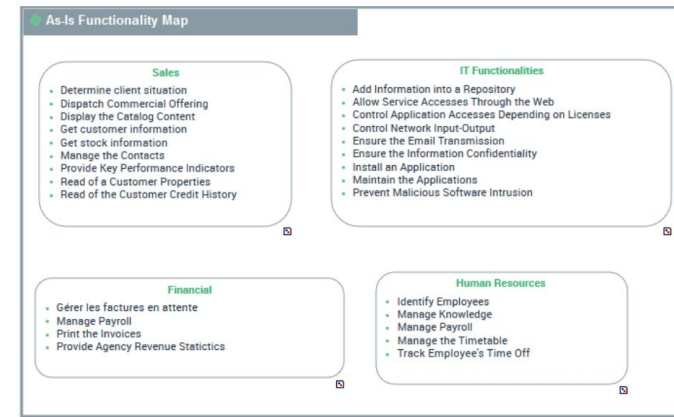 As-Is Functionality Map
Sales
Determine client situation
Dispatch Commercial Offering
Display the Catalog Content
Get customer information
Get stock information
Manage the Contacts
Provide Key Performance Indicators
Read of a Customer Properties
Read of the Customer Credit History
IT Functionalities
Add Information into a Repository
Allow Service Accesses Through the Web
Control Application Accesses Depending on Licenses
Control Network Input-Output
Ensure the Email Transmission
Ensure the Information Confidentiality
Install an Application
Maintain the Applications
Prevent Malicious Software Intrusion
Financial
Gérer les factures en attente
Manage Payroll
Print the Invoices
Provide Agency Revenue Statictics
Human Resources
Identify Employees
Manage Knowledge
Manage Payroll
Manage the Timetable
Track Employee's Time Off